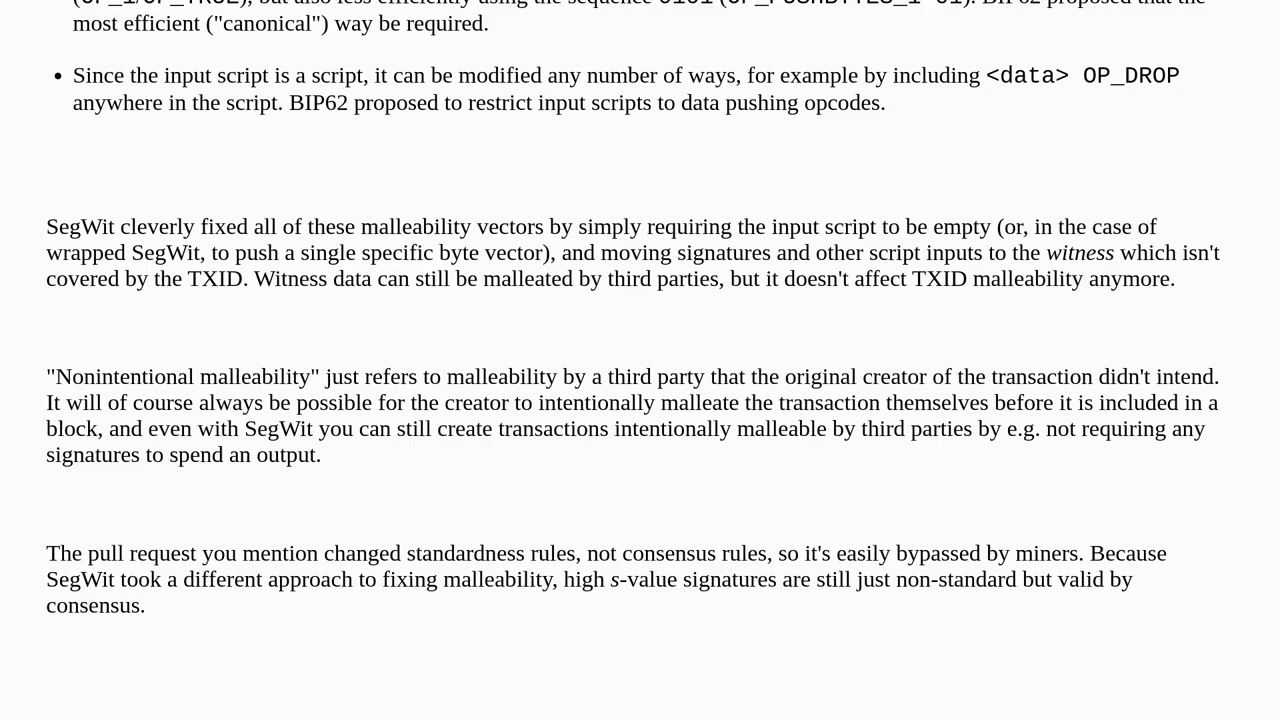 most efficient ("canonical") way be required.
• Since the input script is a script, it can be modified any number of ways, for example by including <data> OP_DROP
anywhere in the script. BIP62 proposed to restrict input scripts to data pushing opcodes.
SegWit cleverly fixed all of these malleability vectors by simply requiring the input script to be empty (or, in the case of
wrapped SegWit, to push a single specific byte vector), and moving signatures and other script inputs to the witness which isn't
covered by the TXID. Witness data can still be malleated by third parties, but it doesn't affect TXID malleability anymore.
"Nonintentional malleability" just refers to malleability by a third party that the original creator of the transaction didn't intend.
It will of course always be possible for the creator to intentionally malleate the transaction themselves before it is included in a
block, and even with SegWit you can still create transactions intentionally malleable by third parties by e.g. not requiring any
signatures to spend an output.
The pull request you mention changed standardness rules, not consensus rules, so it's easily bypassed by miners. Because
SegWit took a different approach to fixing malleability, high s-value signatures are still just non-standard but valid by
consensus.